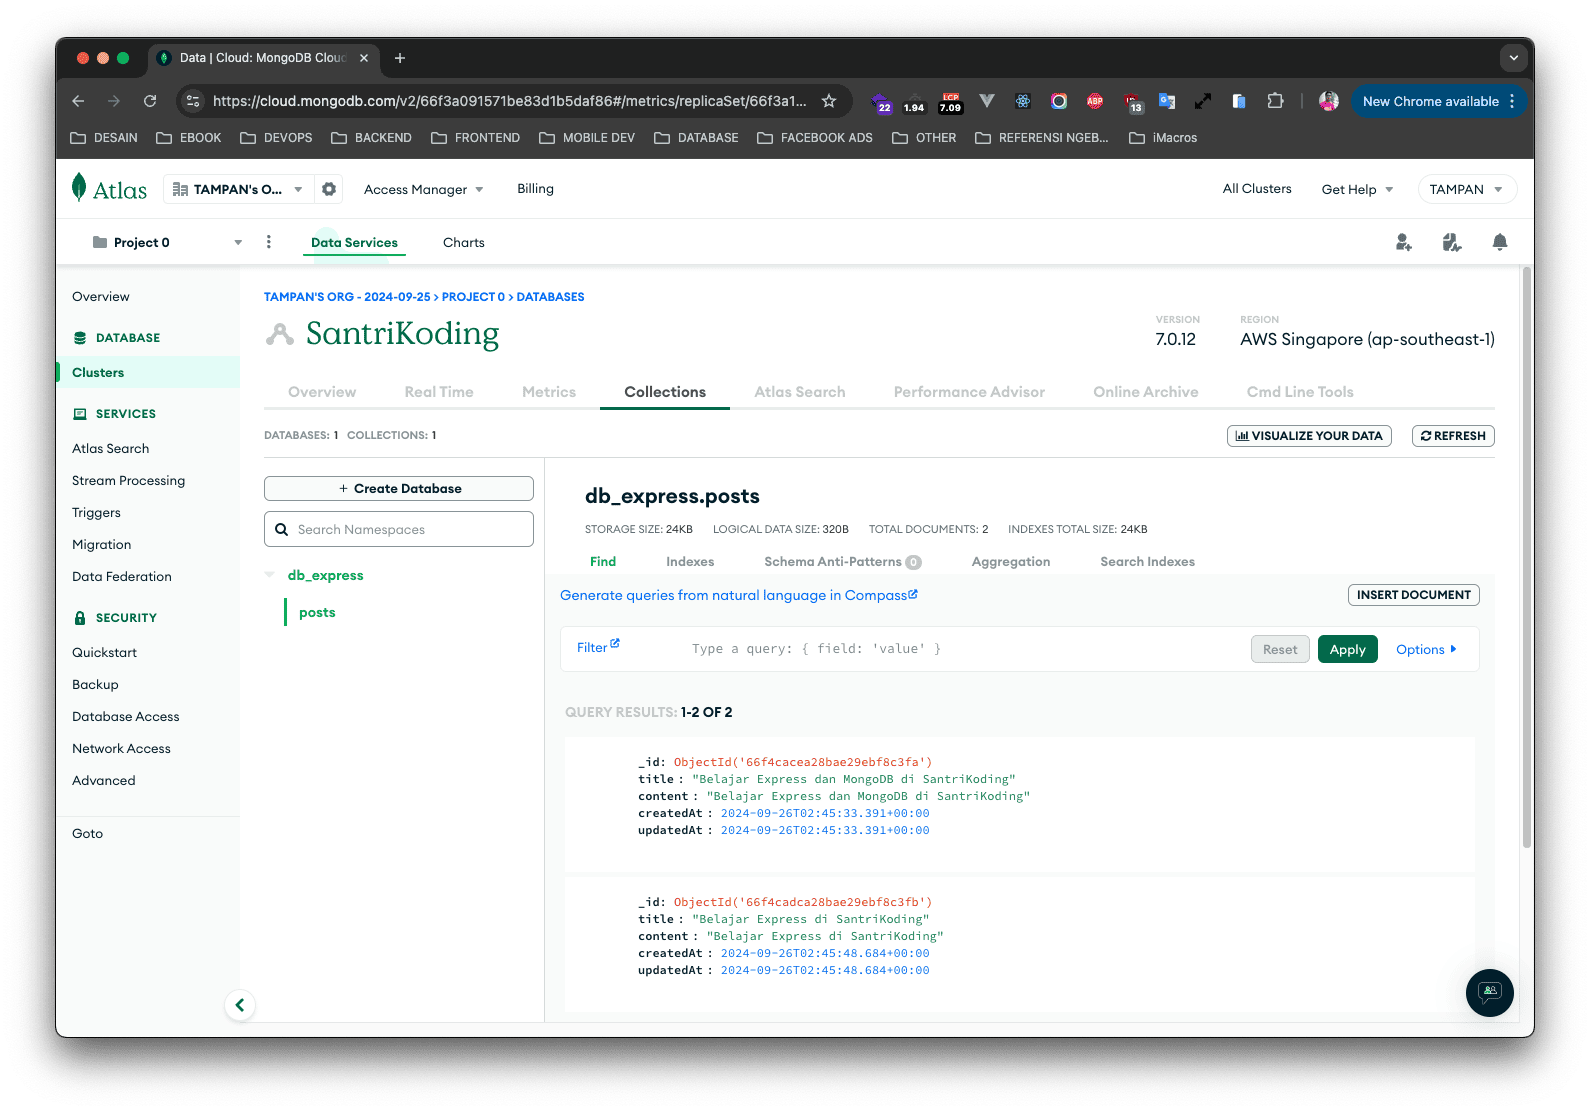 Data | Cloud: MongoDB Cloud
https://cloud.mongodb.com/v2/66f3a091571be83d1b5daf86#/metrics/replicaSet/66f3a1...
22
1.94
LCP
7.09
ABP
13
New Chrome available
DESAIN EBOOK DEVOPS BACKEND FRONTEND MOBILE DEV DATABASE FACEBOOK ADS OTHER REFERENSI NGEB... iMacros
Atlas
TAMPAN's O...
Access Manager
Billing
All Clusters
Get Help
TAMPAN
Project 0
Data Services
Charts
Overview
DATABASE
Clusters
SERVICES
Atlas Search
Stream Processing
Triggers
Migration
Data Federation
SECURITY
Quickstart
Backup
Database Access
Network Access
Advanced
Goto
TAMPAN'S ORG - 2024-09-25 > PROJECT 0 > DATABASES
SantriKoding
VERSION
7.0.12
REGION
AWS Singapore (ap-southeast-1)
Overview Real Time Metrics Collections Atlas Search Performance Advisor Online Archive Cmd Line Tools
DATABASES: 1 COLLECTIONS: 1
VISUALIZE YOUR DATA
REFRESH
+ Create Database
Search Namespaces
db_express
posts
db_express.posts
STORAGE SIZE: 24KB LOGICAL DATA SIZE: 320B TOTAL DOCUMENTS: 2 INDEXES TOTAL SIZE: 24KB
Find Indexes Schema Anti-Patterns 0 Aggregation Search Indexes
Generate queries from natural language in Compass
INSERT DOCUMENT
Filter
Type a query: { field: 'value' }
Reset
Apply
Options
QUERY RESULTS: 1-2 OF 2
_id: ObjectId('66f4cacea28bae29ebf8c3fa')
title : "Belajar Express dan MongoDB di SantriKoding"
content : "Belajar Express dan MongoDB di SantriKoding"
createdAt : 2024-09-26T02:45:33.391+00:00
updatedAt : 2024-09-26T02:45:33.391+00:00
_id: ObjectId('66f4cadca28bae29ebf8c3fb')
title : "Belajar Express di SantriKoding"
content : "Belajar Express di SantriKoding"
createdAt : 2024-09-26T02:45:48.684+00:00
updatedAt : 2024-09-26T02:45:48.684+00:00